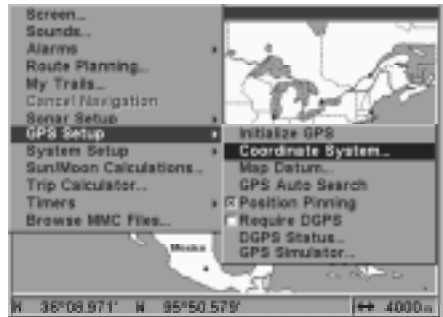 Screen...
Sounds...
Alarms
Route Planning...
My Trails...
Cancel Navigation
Sonar Setup
GPS Setup
System Setup
Sun/Moon Calculations...
Trip Calculator...
Timers
Browse MMC Files...
Initialize GPS
Coordinate System...
Map Datum...
GPS Auto Search
Position Pinning
Require DGPS
DGPS Status...
GPS Simulator...
Mexico
N 36°08.971' W 95°50.579' ↔ 4000